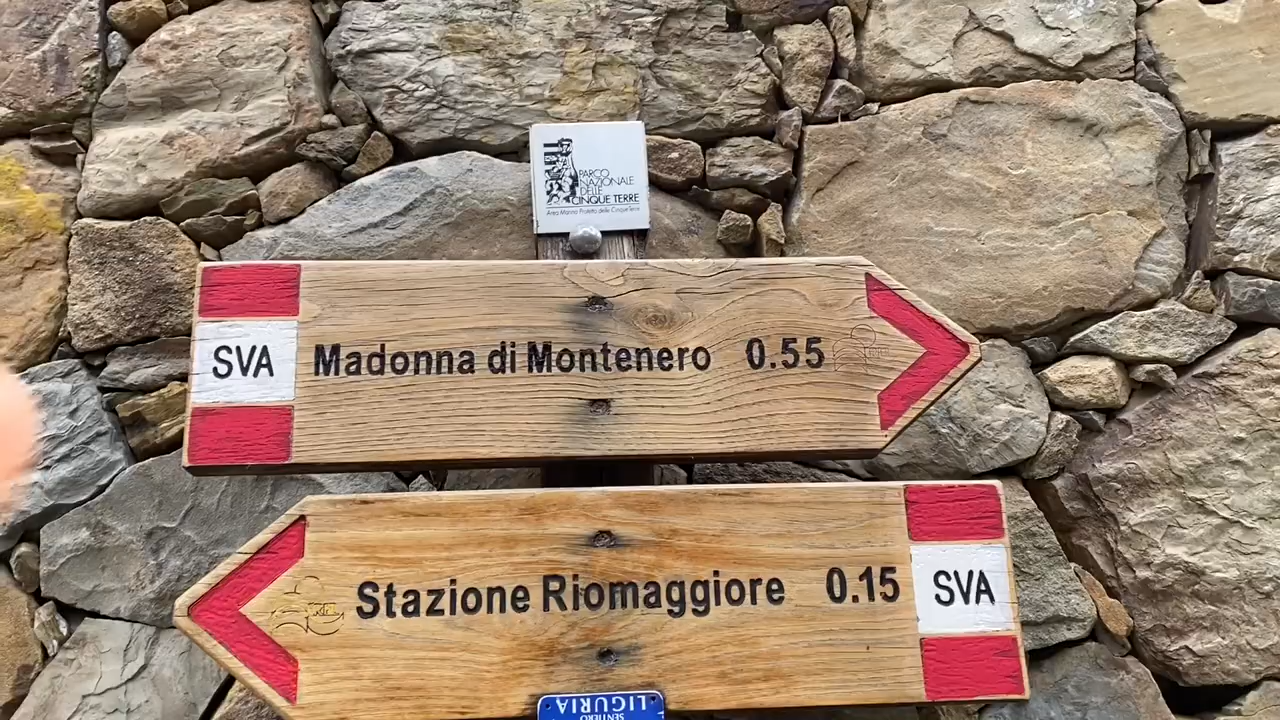 PARCO
NAZIONALE
DELLE
CINQUE TERRE
Area Marina Protetta delle Cinque Terre
SVA Madonna di Montenero 0.55
Stazione Riomaggiore 0.15 SVA
SENTIERO
LIGURIA